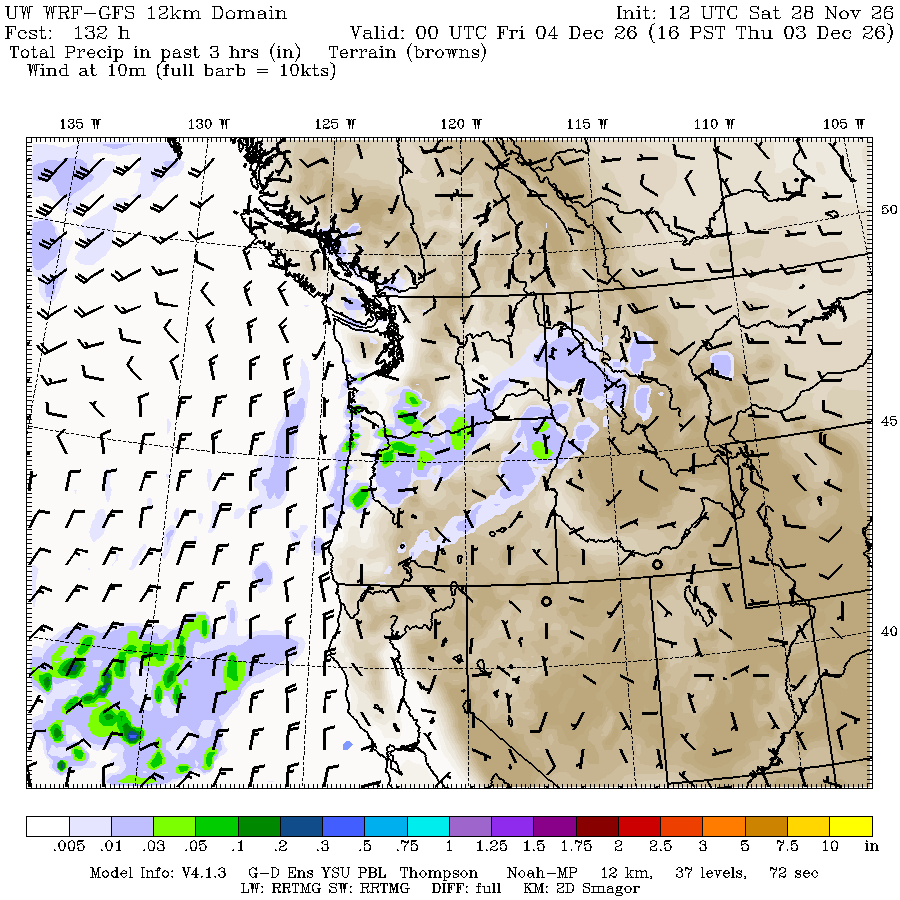 UW WRF-GFS 12km Domain Init: 12 UTC Sat 28 Nov 26
Fcst: 132 h Valid: 00 UTC Fri 04 Dec 26 (16 PST Thu 03 Dec 26)
Total Precip in past 3 hrs (in) Terrain (browns)
Wind at 10m (full barb = 10kts)
135 W 130 W 125 W 120 W 115 W 110 W 105 W
50
45
40
.005 .01 .03 .05 .1 .2 .3 .5 .75 1 1.25 1.5 1.75 2 2.5 3 5 7.5 10 in
Model Info: V4.1.3 G-D Ens YSU PBL Thompson Noah-MP 12 km, 37 levels, 72 sec
LW: RRTMG SW: RRTMG DIFF: full KM: 2D Smagor